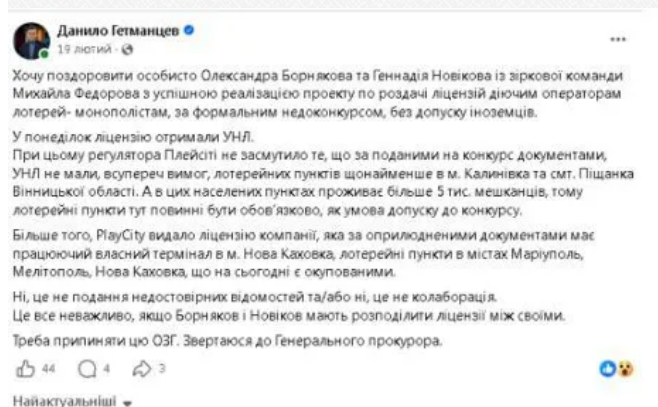 Данило Гетманцев
19 лютий ·
Хочу поздоровити особисто Олександра Борнякова та Геннадія Новікова із зіркової команди
Михайла Федорова з успішною реалізацією проекту по роздачі ліцензій діючим операторам
лотерей- монополістам, за формальним недоконкурсом, без допуску іноземців.
У понеділок ліцензію отримали УНЛ.
При цьому регулятора Плейсіті не засмутило те, що за поданими на конкурс документами,
УНЛ не мали, всупереч вимог, лотерейних пунктів щонайменше в м. Калинівка та смт. Піщанка
Вінницької області. А в цих населених пунктах проживає більше 5 тис. мешканців, тому
лотерейні пункти тут повинні бути обов'язково, як умова допуску до конкурсу.
Більше того, PlayCity видало ліцензію компанії, яка за оприлюдненими документами має
працюючий власний термінал в м. Нова Каховка, лотерейні пункти в містах Маріуполь,
Мелітополь, Нова Каховка, що на сьогодні є окупованими.
Ні, це не подання недостовірних відомостей та/або ні, це не колаборація.
Це все неважливо, якщо Борняков і Новіков мають розподілити ліцензії між своїми.
Треба припиняти цю ОЗГ. Звертаюся до Генерального прокурора.
44 4 3
Найактуальніші